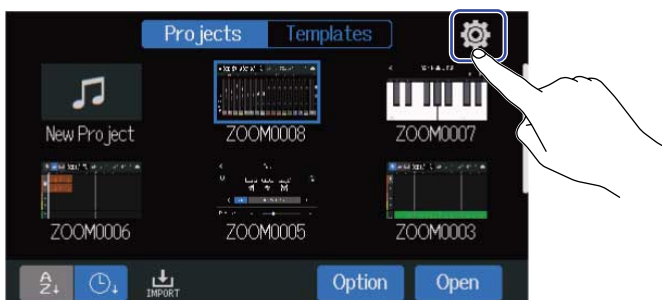 Projects Templates
New Project ZOOM0008 ZOOM0007
ZOOM0006 ZOOM0005 ZOOM0003
A Z↓ IMPORT Option Open